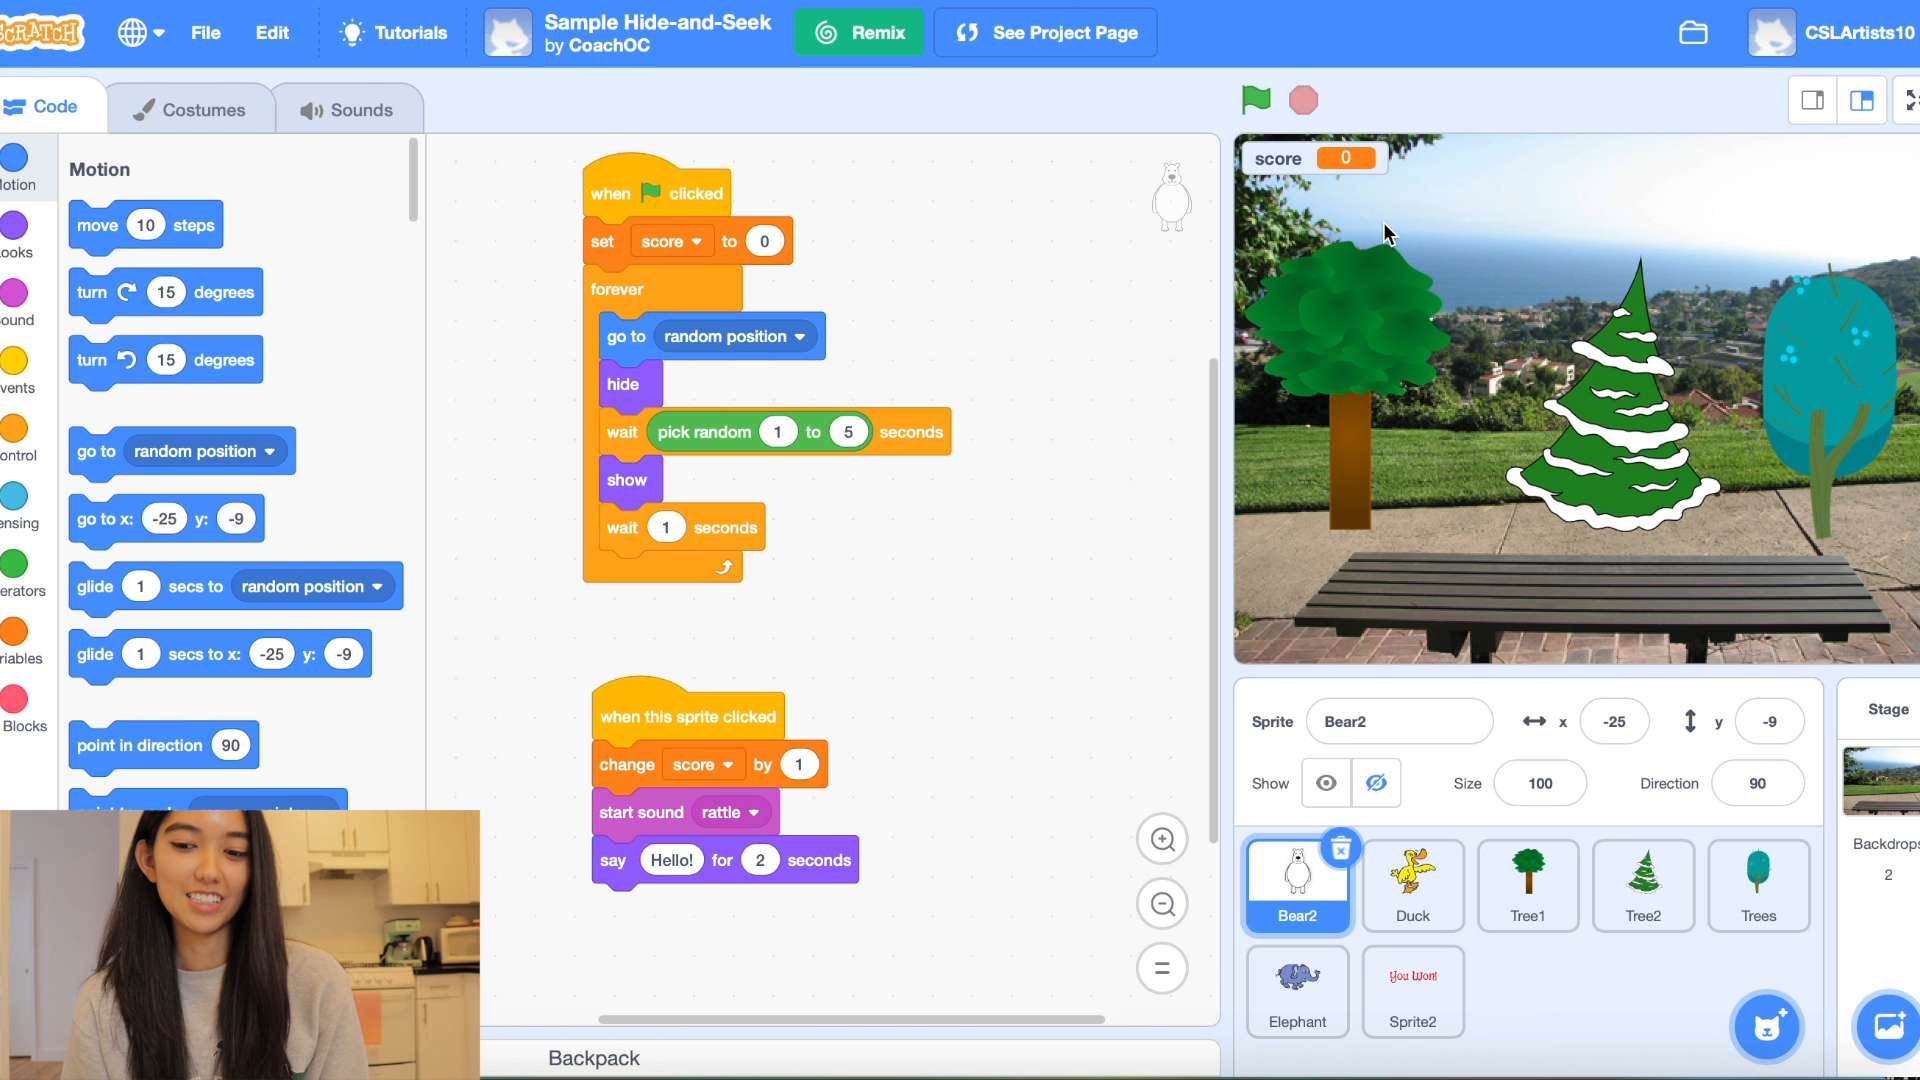 SCRATCH
File
Edit
Tutorials
Sample Hide-and-Seek
by CoachOC
Remix
See Project Page
CSLArtists10
Code
Costumes
Sounds
Motion
Looks
Sound
Events
Control
Sensing
Operators
Variables
Blocks
Motion
move 10 steps
turn 15 degrees
turn 15 degrees
go to random position
go to x: -25 y: -9
glide 1 secs to random position
glide 1 secs to x: -25 y: -9
point in direction 90
when clicked
set score to 0
forever
go to random position
hide
wait pick random 1 to 5 seconds
show
wait 1 seconds
when this sprite clicked
change score by 1
start sound rattle
say Hello! for 2 seconds
Backpack
score 0
Sprite Bear2 x -25 y -9
Show Size 100 Direction 90
Bear2
Duck
Tree1
Tree2
Trees
You Won!
Elephant
Sprite2
Stage
Backdrops
2